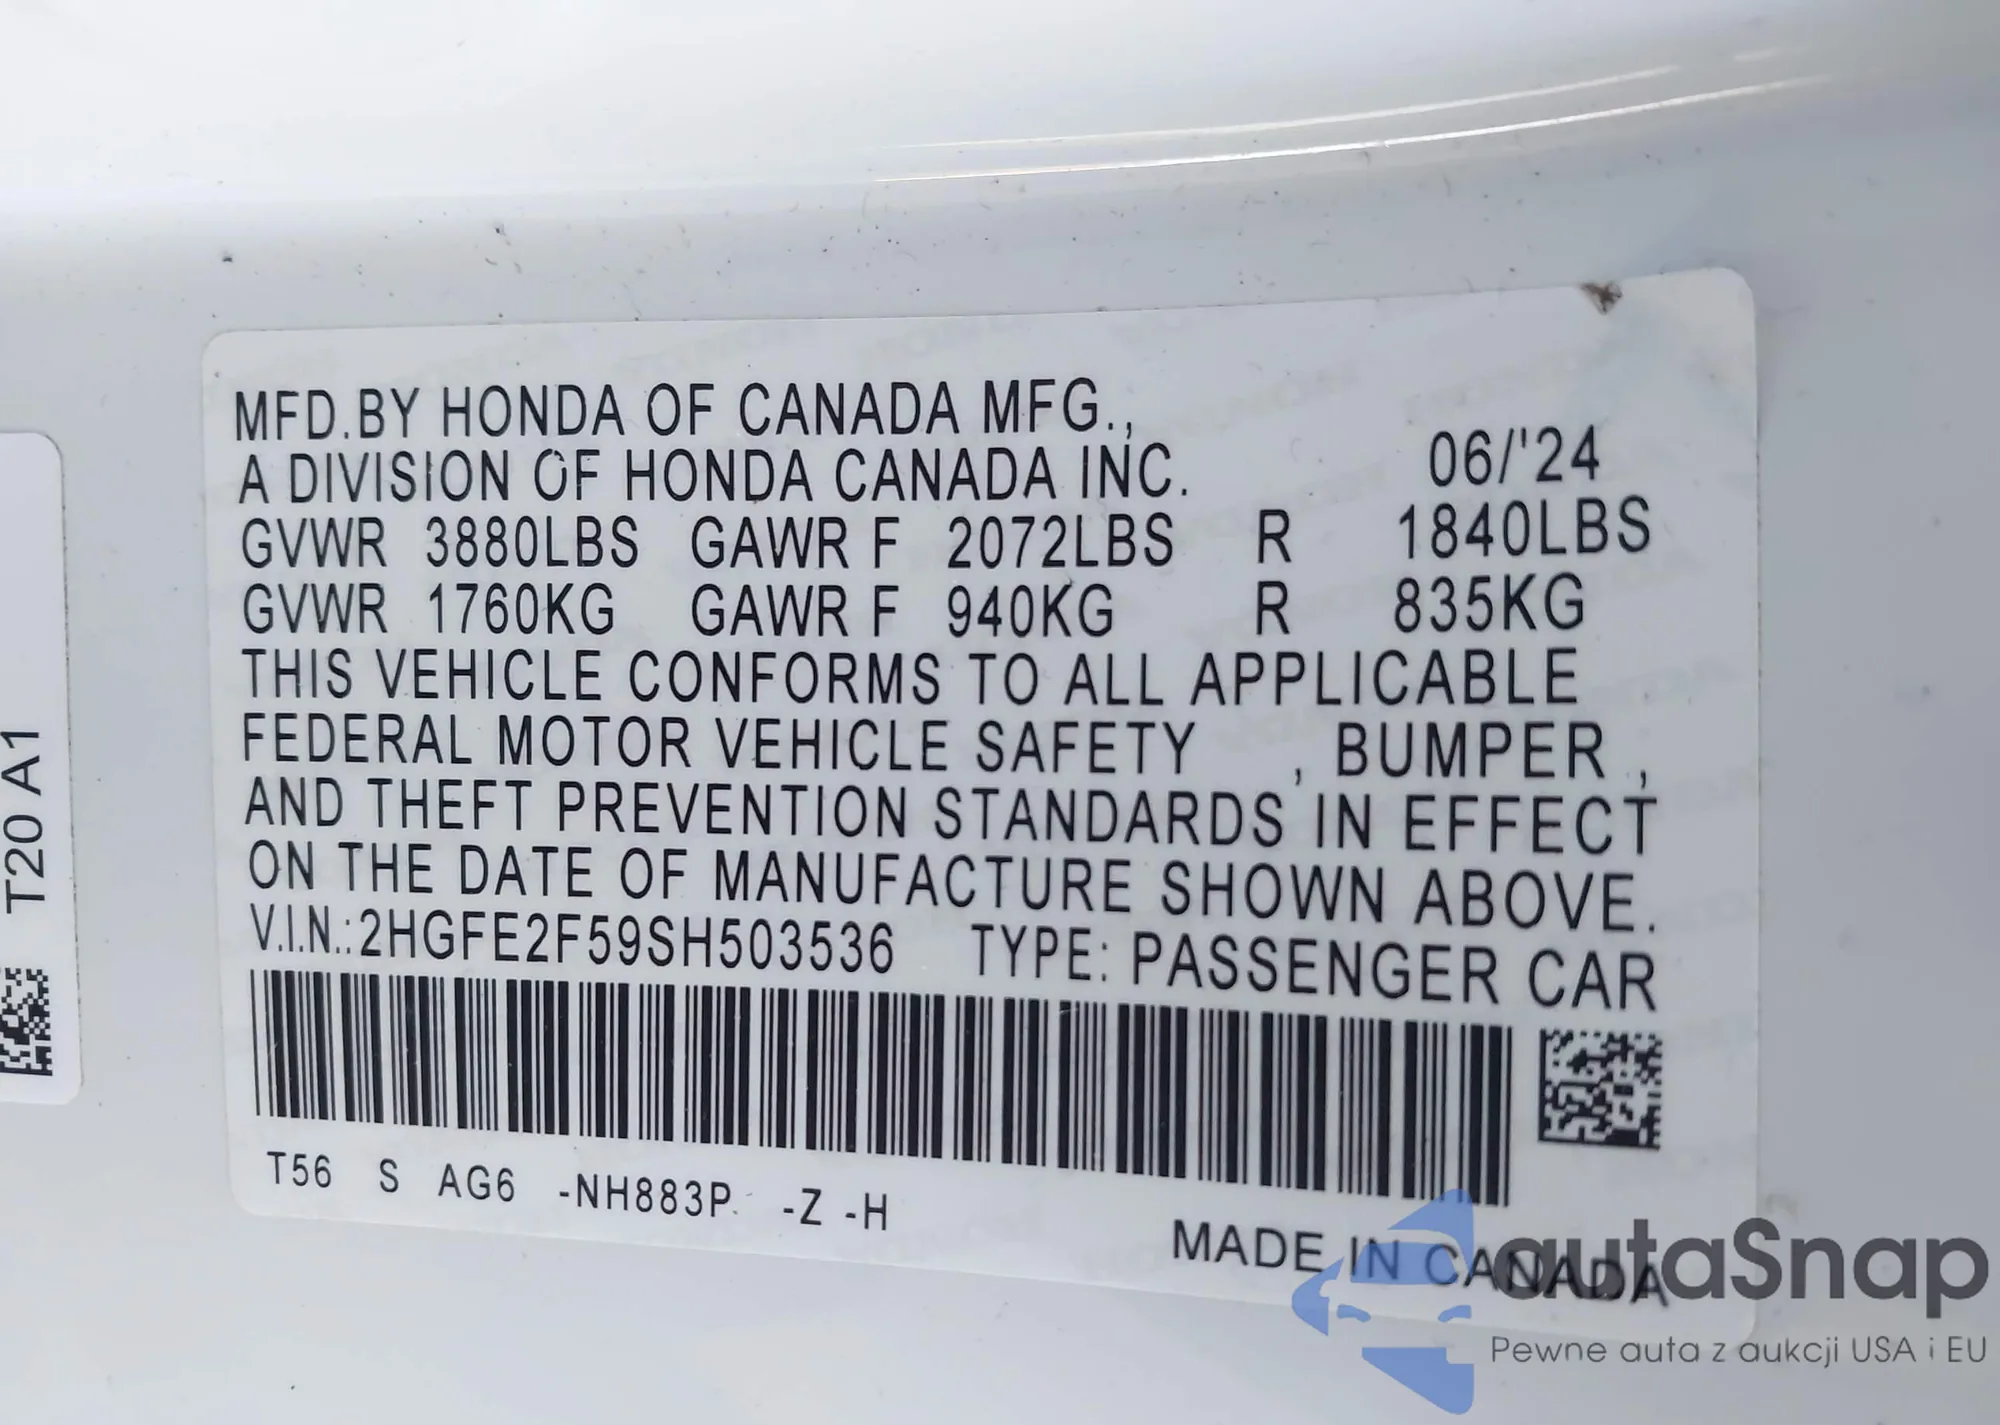 MFD.BY HONDA OF CANADA MFG.,
A DIVISION OF HONDA CANADA INC. 06/'24
GVWR 3880LBS GAWR F 2072LBS R 1840LBS
GVWR 1760KG GAWR F 940KG R 835KG
THIS VEHICLE CONFORMS TO ALL APPLICABLE
FEDERAL MOTOR VEHICLE SAFETY , BUMPER ,
AND THEFT PREVENTION STANDARDS IN EFFECT
ON THE DATE OF MANUFACTURE SHOWN ABOVE.
V.I.N.:2HGFE2F59SH503536 TYPE: PASSENGER CAR
T56 S AG6 -NH883P -Z -H
MADE IN CANADA
T20 A1
autaSnap
Pewne auta z aukcji USA i EU